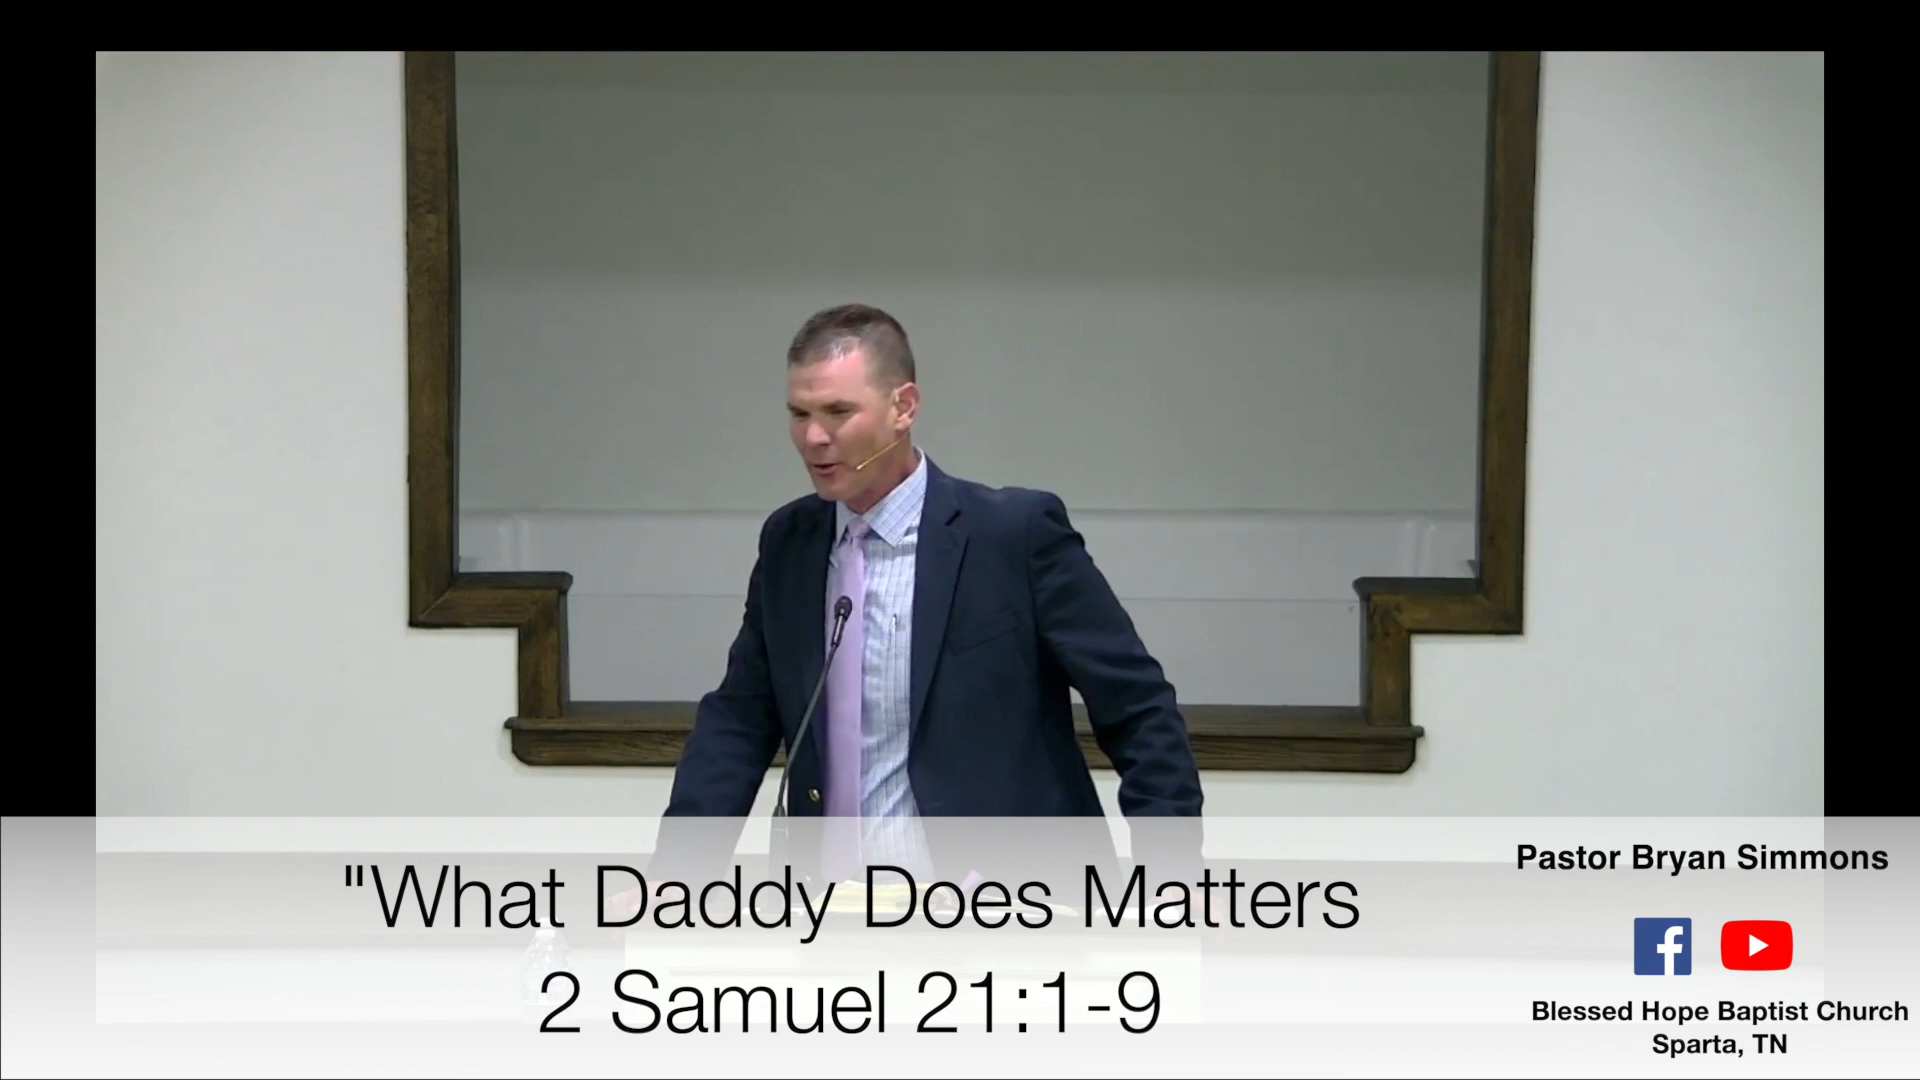 "What Daddy Does Matters
2 Samuel 21:1-9
Pastor Bryan Simmons
Blessed Hope Baptist Church
Sparta, TN